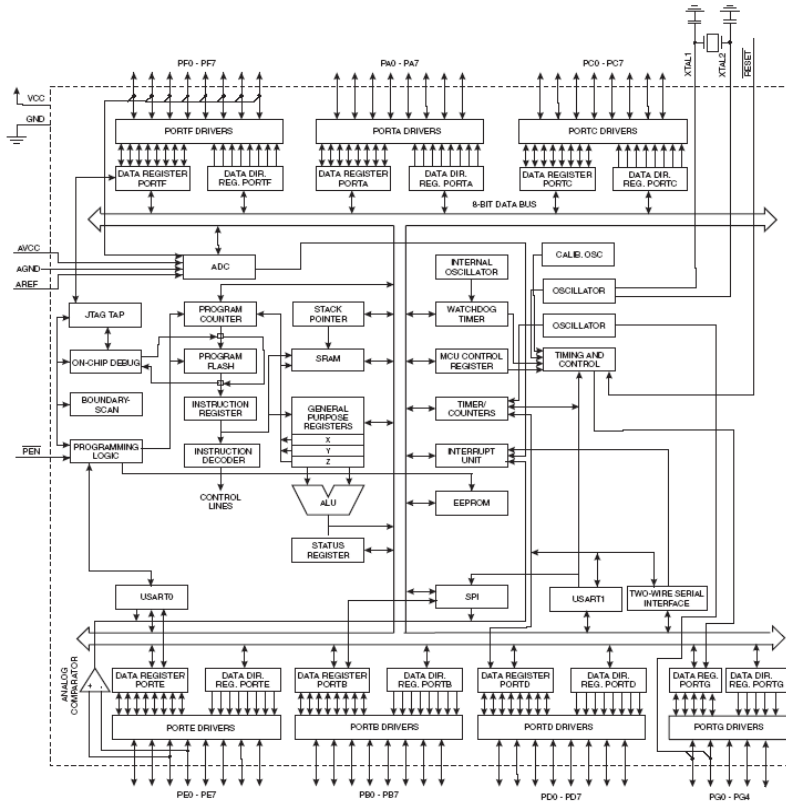 XTAL1
XTAL2
RESET
PF0 - PF7
PA0 - PA7
PC0 - PC7
VCC
GND
PORTF DRIVERS
PORTA DRIVERS
PORTC DRIVERS
DATA REGISTER
PORTF
DATA DIR.
REG. PORTF
DATA REGISTER
PORTA
DATA DIR.
REG. PORTA
DATA REGISTER
PORTC
DATA DIR.
REG. PORTC
8-BIT DATA BUS
AVCC
AGND
AREF
ADC
INTERNAL
OSCILLATOR
CALIB. OSC
OSCILLATOR
JTAG TAP
PROGRAM
COUNTER
STACK
POINTER
WATCHDOG
TIMER
OSCILLATOR
ON-CHIP DEBUG
PROGRAM
FLASH
SRAM
MCU CONTROL
REGISTER
TIMING AND
CONTROL
BOUNDARY-
SCAN
INSTRUCTION
REGISTER
GENERAL
PURPOSE
REGISTERS
X
Y
Z
TIMER/
COUNTERS
PEN
PROGRAMMING
LOGIC
INSTRUCTION
DECODER
INTERRUPT
UNIT
CONTROL
LINES
ALU
EEPROM
STATUS
REGISTER
USART0
SPI
USART1
TWO-WIRE SERIAL
INTERFACE
ANALOG
COMPARATOR
+
-
DATA REGISTER
PORTE
DATA DIR.
REG. PORTE
DATA REGISTER
PORTB
DATA DIR.
REG. PORTB
DATA REGISTER
PORTD
DATA DIR.
REG. PORTD
DATA REG.
PORTG
DATA DIR.
REG. PORTG
PORTE DRIVERS
PORTB DRIVERS
PORTD DRIVERS
PORTG DRIVERS
PE0 - PE7
PB0 - PB7
PD0 - PD7
PG0 - PG4